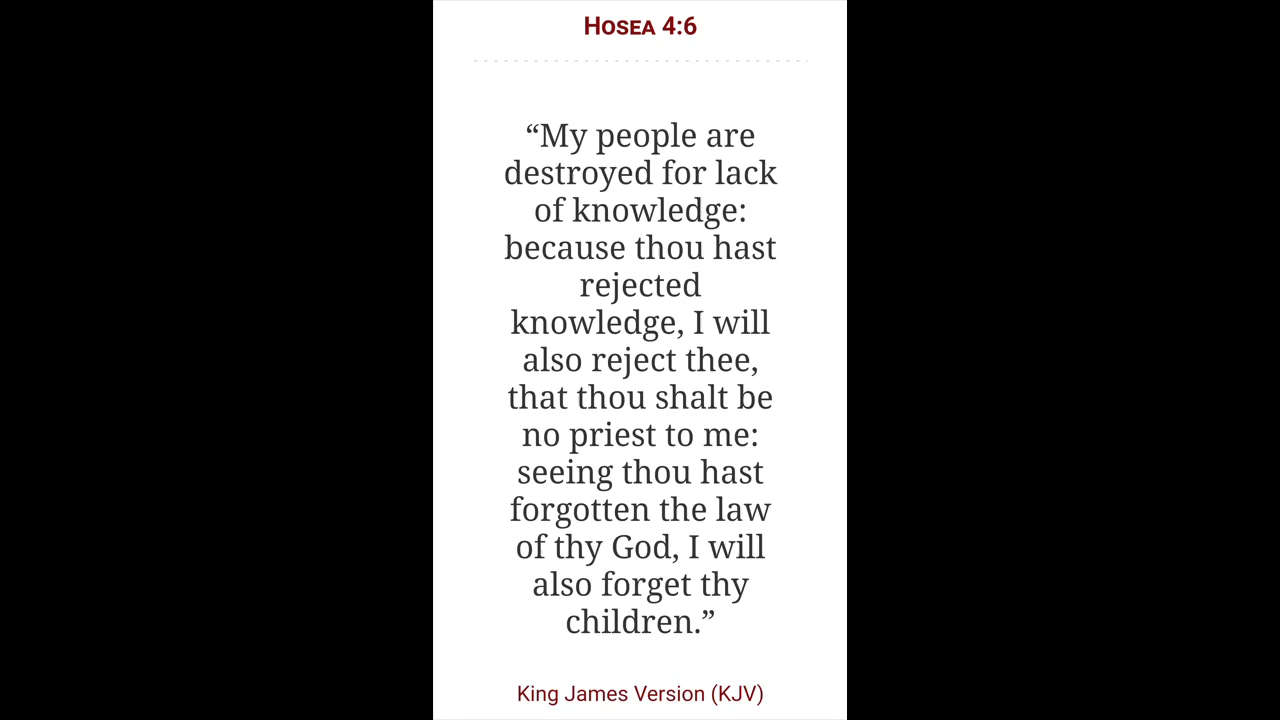 Hosea 4:6
“My people are
destroyed for lack
of knowledge:
because thou hast
rejected
knowledge, I will
also reject thee,
that thou shalt be
no priest to me:
seeing thou hast
forgotten the law
of thy God, I will
also forget thy
children.”
King James Version (KJV)